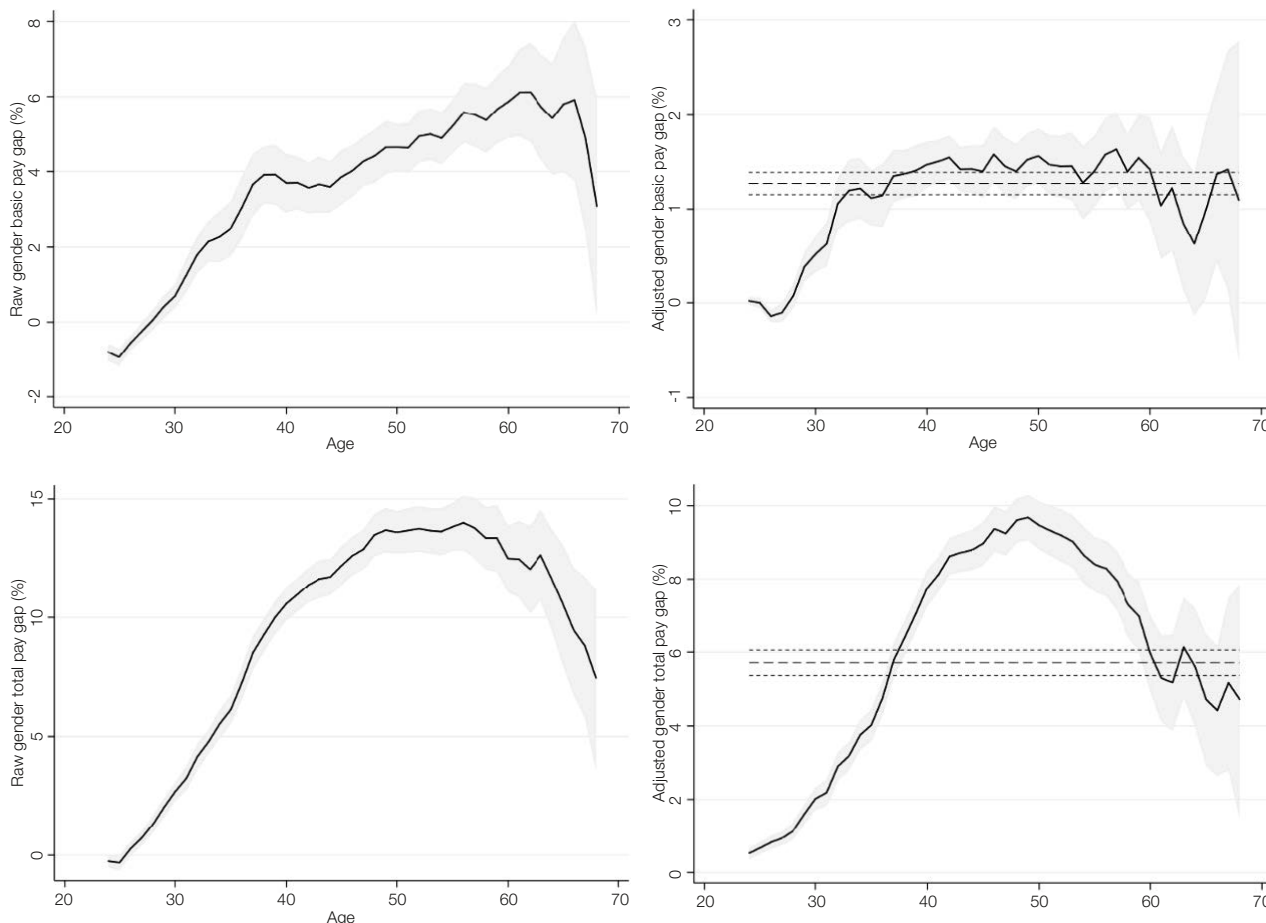 Raw gender basic pay gap (%)
8
6
4
2
0
-2
20 30 40 50 60 70
Age
Adjusted gender basic pay gap (%)
3
2
1
0
-1
20 30 40 50 60 70
Age
Raw gender total pay gap (%)
15
10
5
0
20 30 40 50 60 70
Age
Adjusted gender total pay gap (%)
10
8
6
4
2
0
20 30 40 50 60 70